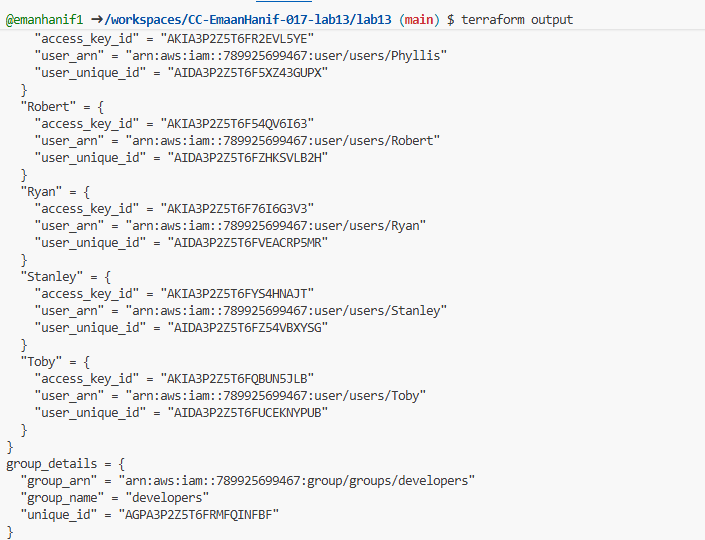 @emanhanif1 ➜/workspaces/CC-EmaanHanif-017-lab13/lab13 (main) $ terraform output
"access_key_id" = "AKIA3P2Z5T6FR2EVL5YE"
"user_arn" = "arn:aws:iam::789925699467:user/users/Phyllis"
"user_unique_id" = "AIDA3P2Z5T6F5XZ43GUPX"
}
"Robert" = {
"access_key_id" = "AKIA3P2Z5T6F54QV6I63"
"user_arn" = "arn:aws:iam::789925699467:user/users/Robert"
"user_unique_id" = "AIDA3P2Z5T6FZHKSVLB2H"
}
"Ryan" = {
"access_key_id" = "AKIA3P2Z5T6F76I6G3V3"
"user_arn" = "arn:aws:iam::789925699467:user/users/Ryan"
"user_unique_id" = "AIDA3P2Z5T6FVEACRP5MR"
}
"Stanley" = {
"access_key_id" = "AKIA3P2Z5T6FYS4HNAJT"
"user_arn" = "arn:aws:iam::789925699467:user/users/Stanley"
"user_unique_id" = "AIDA3P2Z5T6FZ54VBXYSG"
}
"Toby" = {
"access_key_id" = "AKIA3P2Z5T6FQBUN5JLB"
"user_arn" = "arn:aws:iam::789925699467:user/users/Toby"
"user_unique_id" = "AIDA3P2Z5T6FUCEKNYPUB"
}
}
group_details = {
"group_arn" = "arn:aws:iam::789925699467:group/groups/developers"
"group_name" = "developers"
"unique_id" = "AGPA3P2Z5T6FRMFQINFBF"
}